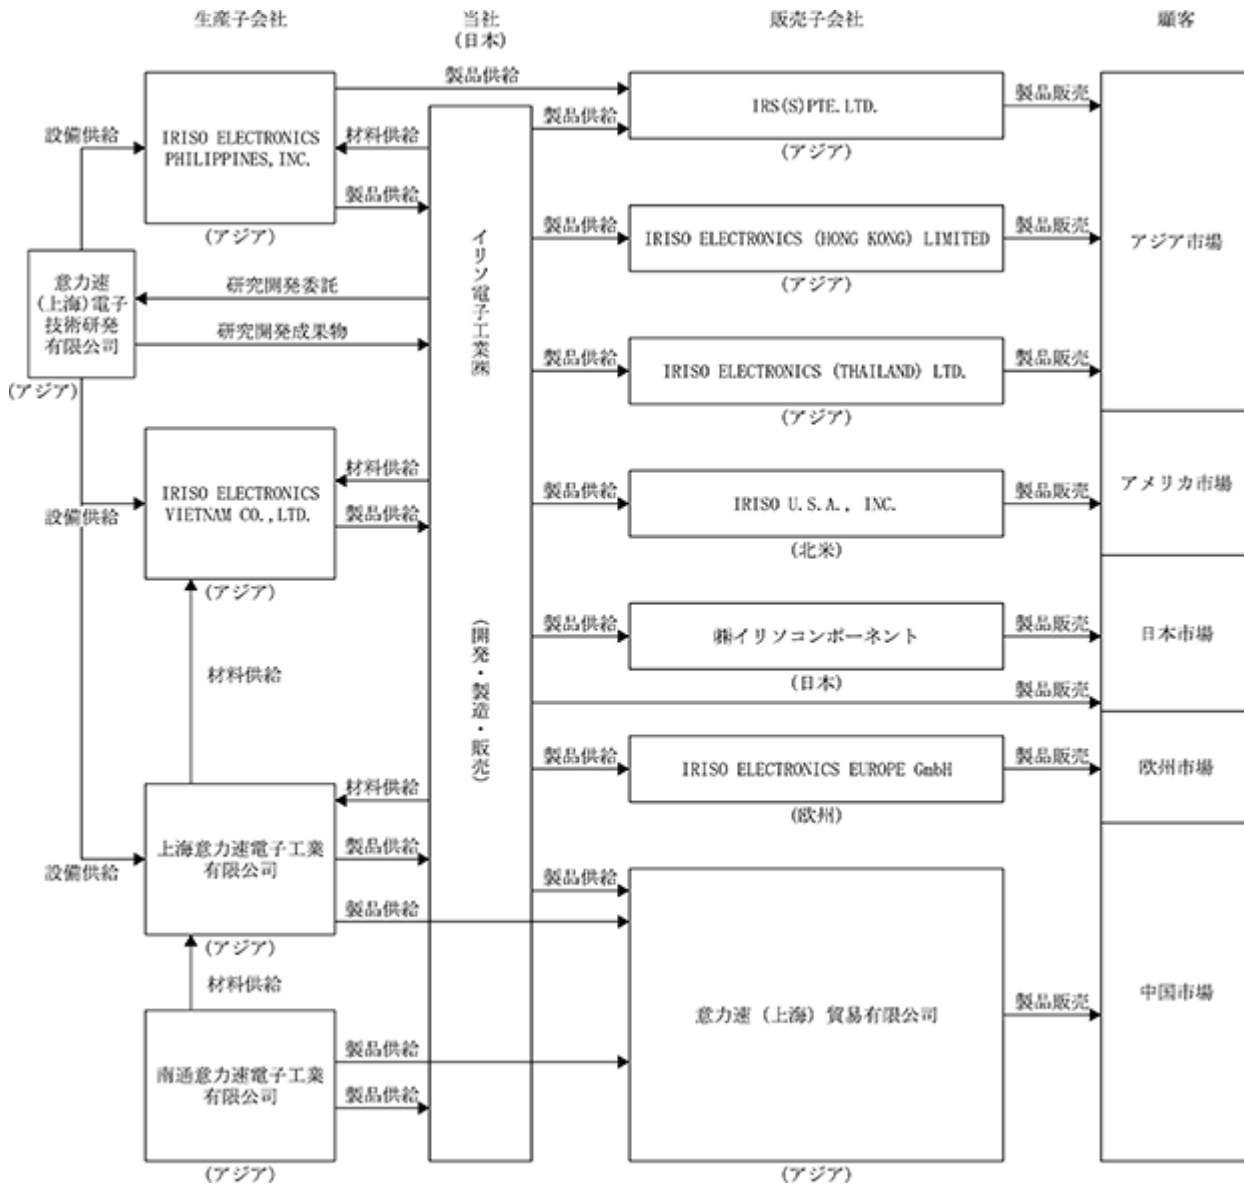 生産子会社
当社
(日本)
販売子会社
顧客
製品供給
設備供給
IRISO ELECTRONICS
PHILIPPINES,INC.
(アジア)
材料供給
製品供給
製品供給
IRS(S)PTE.LTD.
(アジア)
製品販売
製品供給
IRISO ELECTRONICS (HONG KONG) LIMITED
(アジア)
製品販売
アジア市場
意力速
(上海)電子
技術研発
有限公司
(アジア)
研究開発委託
研究開発成果物
イリソ電子工業㈱
(開発・製造・販売)
製品供給
IRISO ELECTRONICS (THAILAND) LTD.
(アジア)
製品販売
設備供給
IRISO ELECTRONICS
VIETNAM CO.,LTD.
(アジア)
材料供給
製品供給
製品供給
IRISO U.S.A., INC.
(北米)
製品販売
アメリカ市場
材料供給
製品供給
㈱イリソコンポーネント
(日本)
製品販売
製品販売
日本市場
製品供給
IRISO ELECTRONICS EUROPE GmbH
(欧州)
製品販売
欧州市場
設備供給
上海意力速電子工業
有限公司
(アジア)
材料供給
製品供給
製品供給
製品供給
意力速（上海）貿易有限公司
(アジア)
製品販売
中国市場
材料供給
南通意力速電子工業
有限公司
(アジア)
製品供給
製品供給